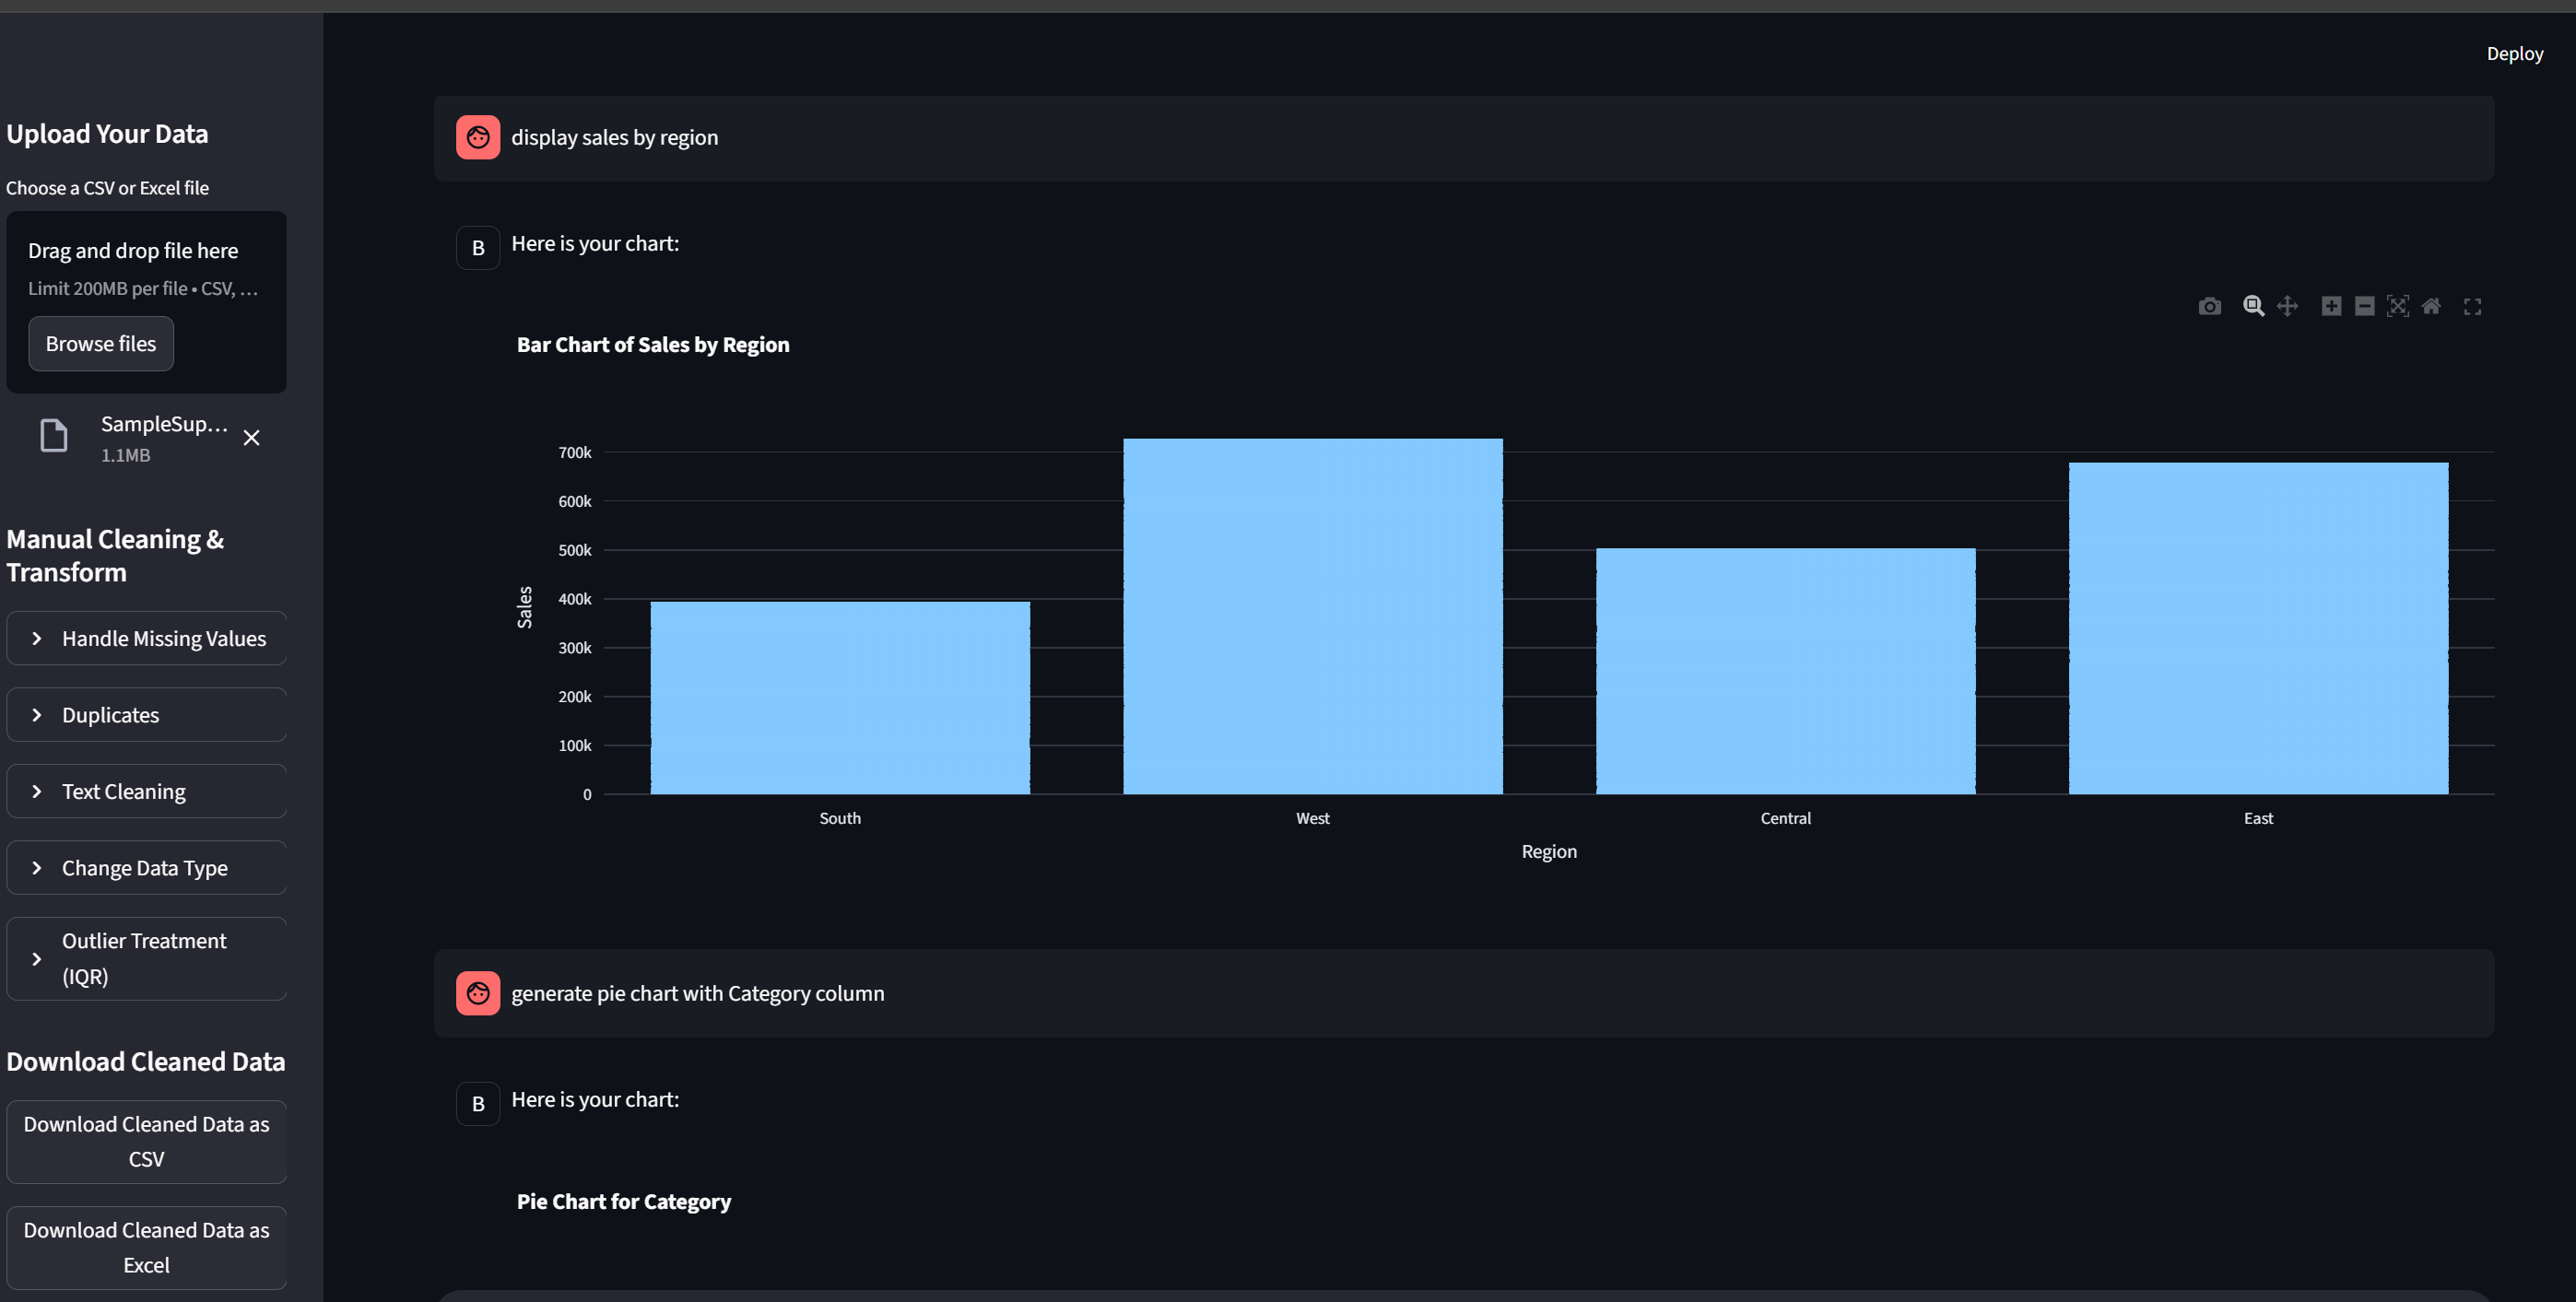 Deploy
Upload Your Data
Choose a CSV or Excel file
Drag and drop file here
Limit 200MB per file • CSV, ...
Browse files
SampleSup...
1.1MB
Manual Cleaning &
Transform
Handle Missing Values
Duplicates
Text Cleaning
Change Data Type
Outlier Treatment
(IQR)
Download Cleaned Data
Download Cleaned Data as
CSV
Download Cleaned Data as
Excel
display sales by region
B
Here is your chart:
Bar Chart of Sales by Region
700k
600k
500k
400k
300k
200k
100k
0
Sales
South
West
Central
East
Region
generate pie chart with Category column
B
Here is your chart:
Pie Chart for Category